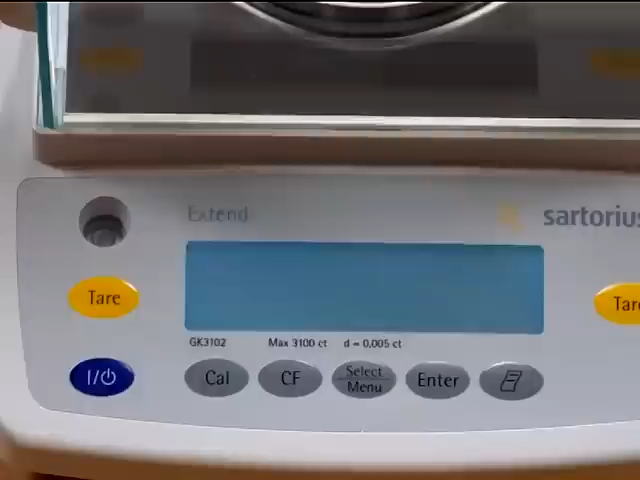 Extend
sartorius
Tare
Tare
GK3102 Max 3100 ct d = 0,005 ct
I/⏻
Cal
CF
Select
Menu
Enter